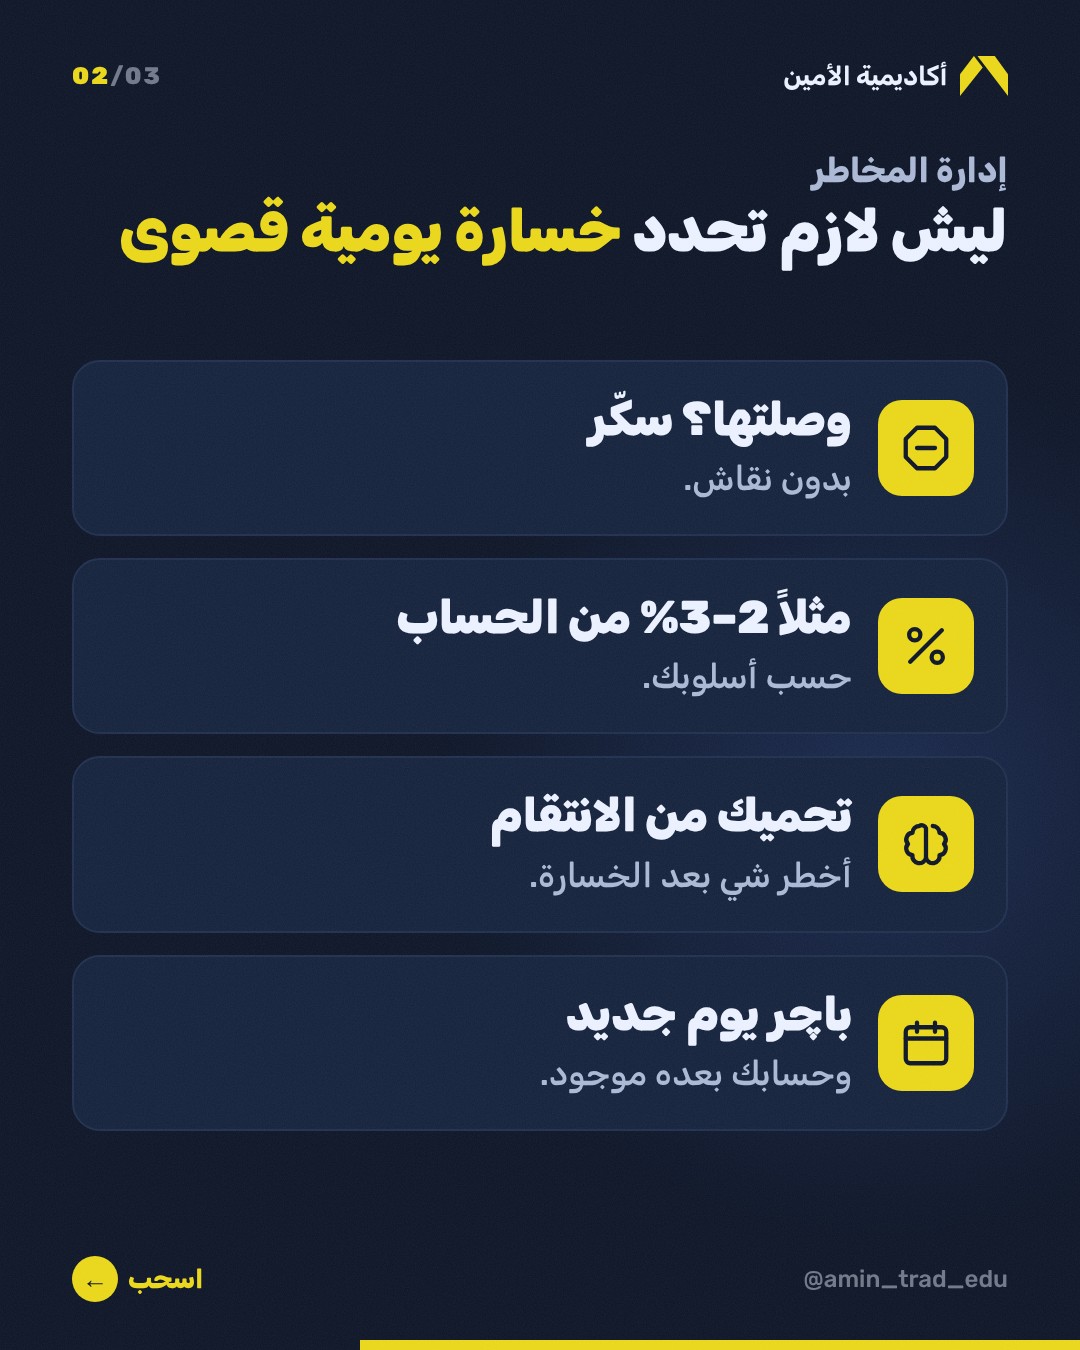 أكاديمية الأمين
02/03
إدارة المخاطر
ليش لازم تحدد خسارة يومية قصوى
وصلتها؟ سكّر
بدون نقاش.
مثلاً 2–3% من الحساب
حسب أسلوبك.
تحميك من الانتقام
أخطر شي بعد الخسارة.
باچر يوم جديد
وحسابك بعده موجود.
@amin_trad_edu
اسحب ←